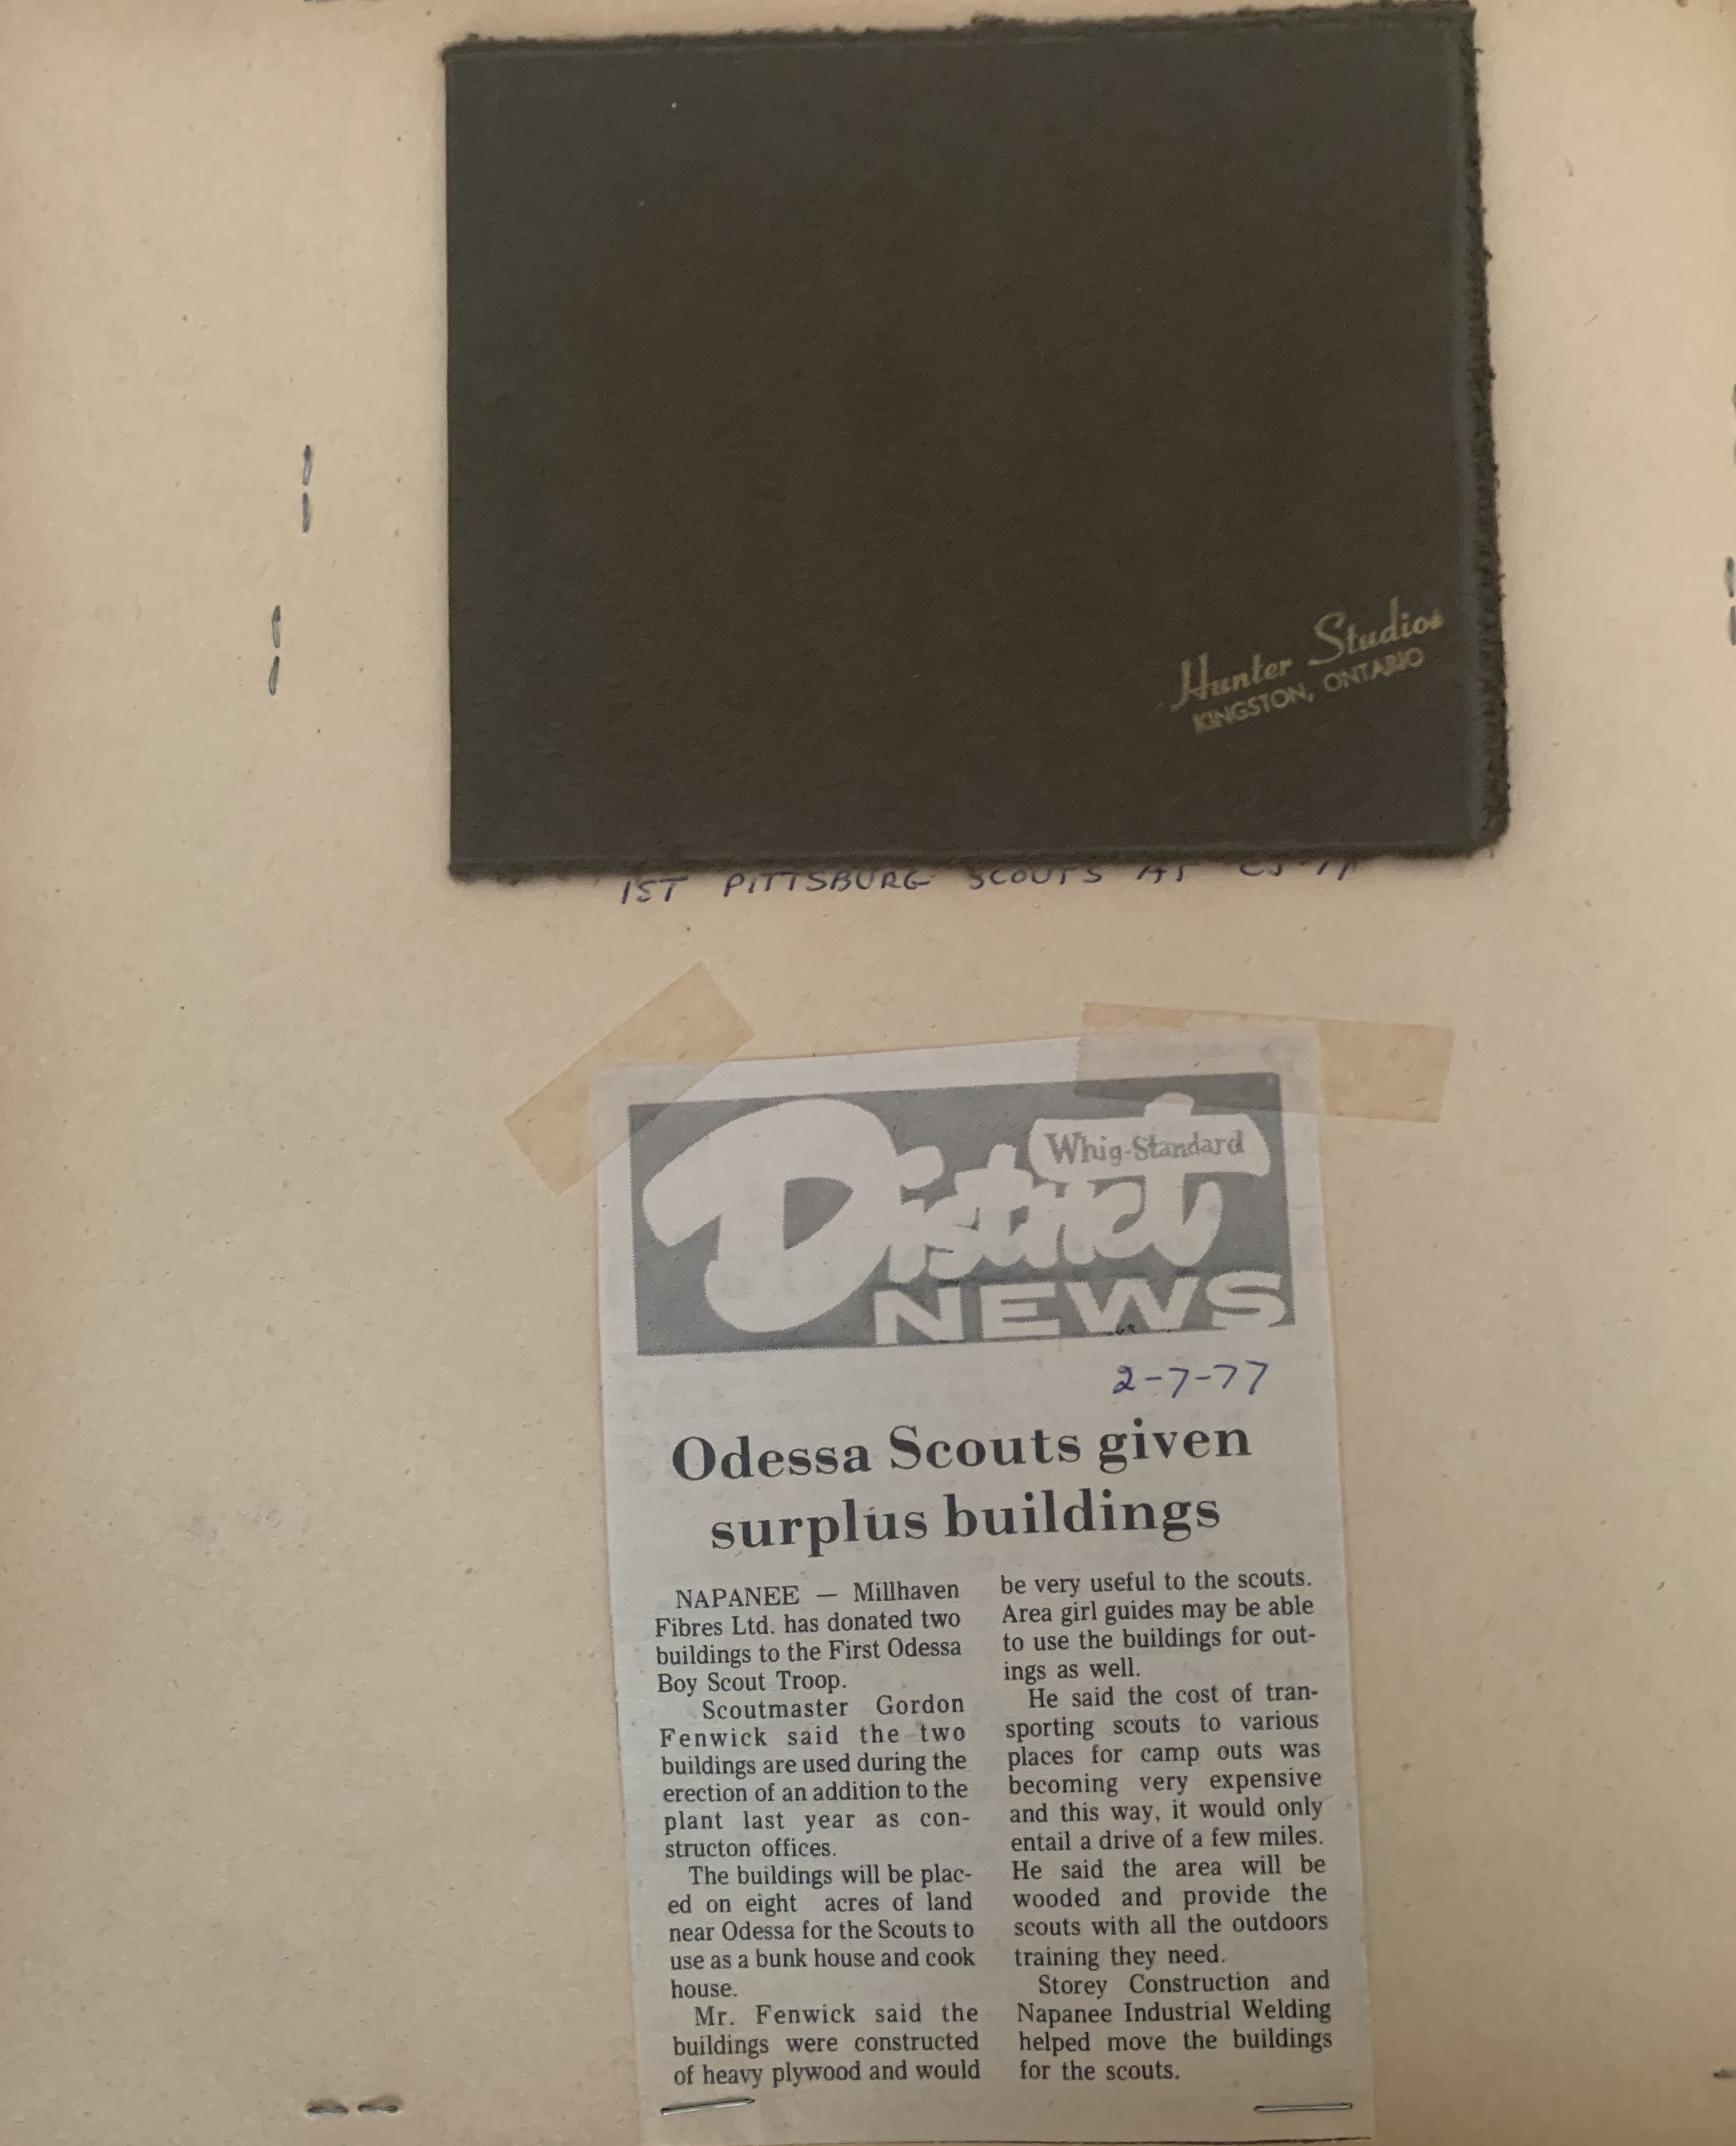 Hunter Studios
KINGSTON, ONTARIO
1ST PITTSBURG SCOUTS AT CJ '77
Whig-Standard
District
NEWS
2-7-77
Odessa Scouts given
surplus buildings
NAPANEE — Millhaven
Fibres Ltd. has donated two
buildings to the First Odessa
Boy Scout Troop.
Scoutmaster Gordon
Fenwick said the two
buildings are used during the
erection of an addition to the
plant last year as con-
structon offices.
The buildings will be plac-
ed on eight acres of land
near Odessa for the Scouts to
use as a bunk house and cook
house.
Mr. Fenwick said the
buildings were constructed
of heavy plywood and would
be very useful to the scouts.
Area girl guides may be able
to use the buildings for out-
ings as well.
He said the cost of tran-
sporting scouts to various
places for camp outs was
becoming very expensive
and this way, it would only
entail a drive of a few miles.
He said the area will be
wooded and provide the
scouts with all the outdoors
training they need.
Storey Construction and
Napanee Industrial Welding
helped move the buildings
for the scouts.